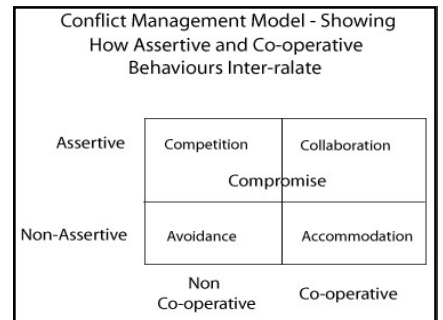 Conflict Management Model - Showing
How Assertive and Co-operative
Behaviours Inter-ralate
Assertive Competition Collaboration
Compromise
Non-Assertive Avoidance Accommodation
Non
Co-operative Co-operative